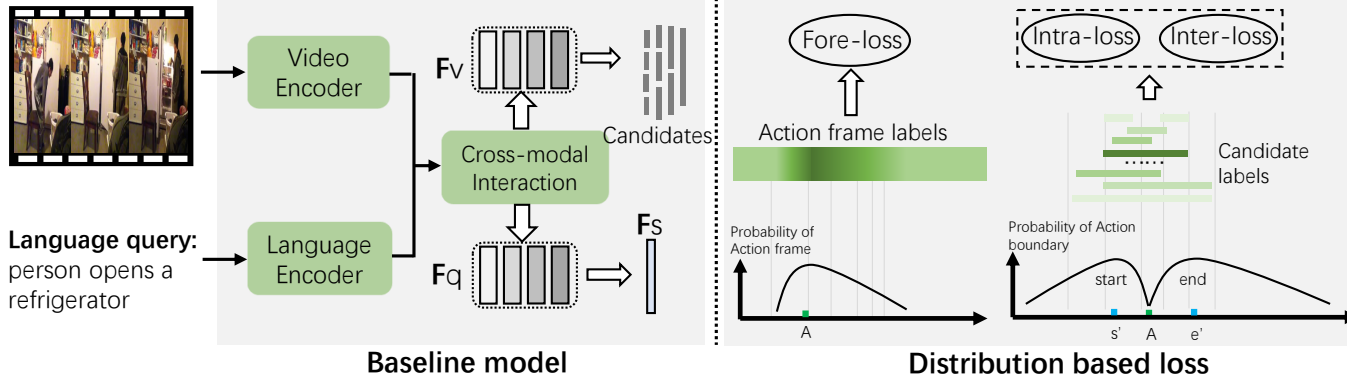 Language query:
person opens a
refrigerator
Video
Encoder
Language
Encoder
Cross-modal
Interaction
Fv
Candidates
Fq
Fs
Baseline model
Fore-loss
Action frame labels
Probability of
Action frame
A
Intra-loss
Inter-loss
Candidate
labels
......
Probability of Action
boundary
start
end
s'
A
e'
Distribution based loss